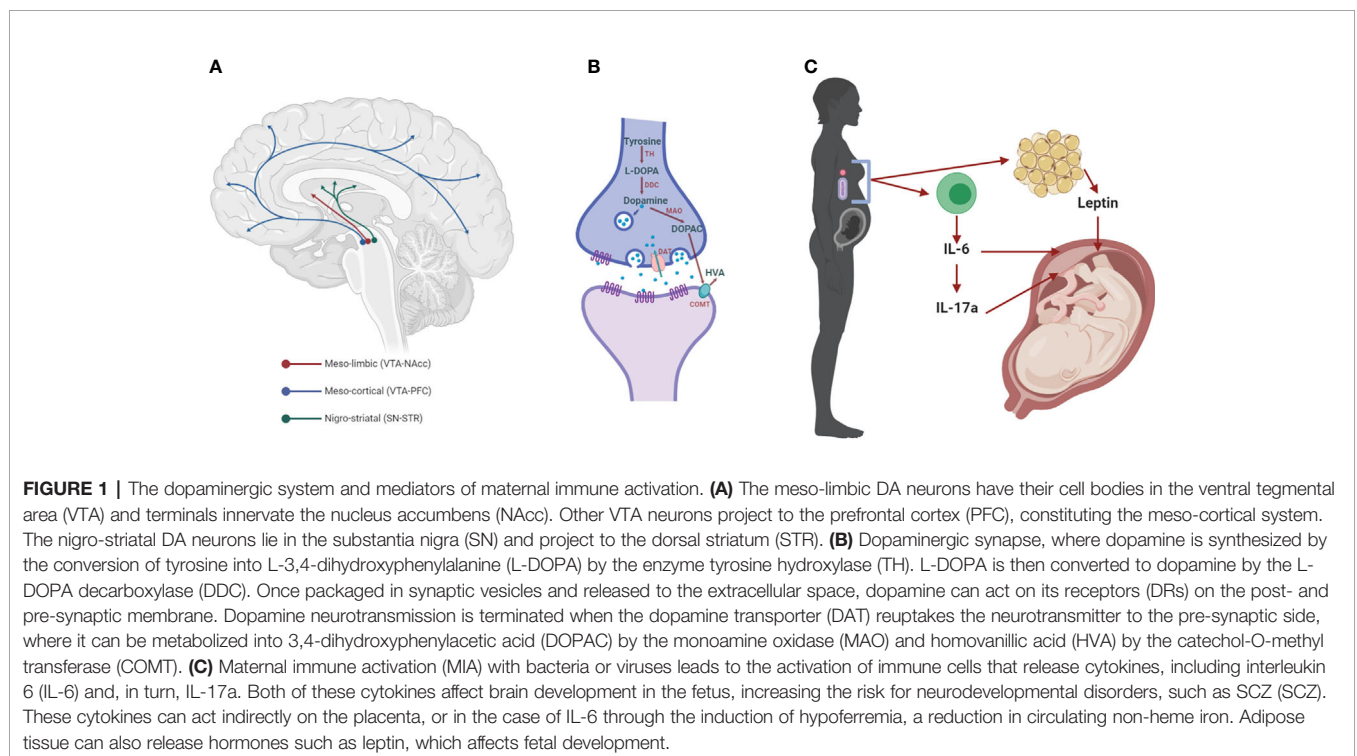 A
B
C
Meso-limbic (VTA-NAcc)
Meso-cortical (VTA-PFC)
Nigro-striatal (SN-STR)
Tyrosine
TH
L-DOPA
DDC
Dopamine
MAO
DOPAC
DAT
HVA
COMT
Leptin
IL-6
IL-17a
FIGURE 1 | The dopaminergic system and mediators of maternal immune activation. (A) The meso-limbic DA neurons have their cell bodies in the ventral tegmental
area (VTA) and terminals innervate the nucleus accumbens (NAcc). Other VTA neurons project to the prefrontal cortex (PFC), constituting the meso-cortical system.
The nigro-striatal DA neurons lie in the substantia nigra (SN) and project to the dorsal striatum (STR). (B) Dopaminergic synapse, where dopamine is synthesized by
the conversion of tyrosine into L-3,4-dihydroxyphenylalanine (L-DOPA) by the enzyme tyrosine hydroxylase (TH). L-DOPA is then converted to dopamine by the L-
DOPA decarboxylase (DDC). Once packaged in synaptic vesicles and released to the extracellular space, dopamine can act on its receptors (DRs) on the post- and
pre-synaptic membrane. Dopamine neurotransmission is terminated when the dopamine transporter (DAT) reuptakes the neurotransmitter to the pre-synaptic side,
where it can be metabolized into 3,4-dihydroxyphenylacetic acid (DOPAC) by the monoamine oxidase (MAO) and homovanillic acid (HVA) by the catechol-O-methyl
transferase (COMT). (C) Maternal immune activation (MIA) with bacteria or viruses leads to the activation of immune cells that release cytokines, including interleukin
6 (IL-6) and, in turn, IL-17a. Both of these cytokines affect brain development in the fetus, increasing the risk for neurodevelopmental disorders, such as SCZ (SCZ).
These cytokines can act indirectly on the placenta, or in the case of IL-6 through the induction of hypoferremia, a reduction in circulating non-heme iron. Adipose
tissue can also release hormones such as leptin, which affects fetal development.